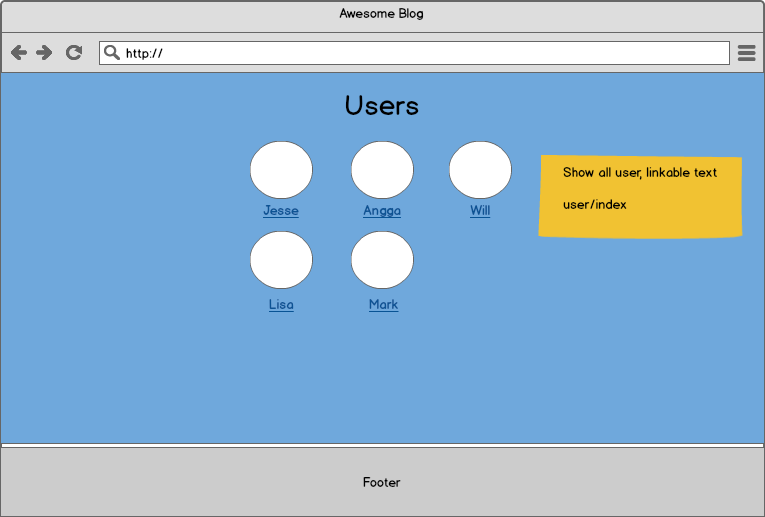 Awesome Blog
http://
Users
Jesse
Angga
Will
Show all user, linkable text
user/index
Lisa
Mark
Footer